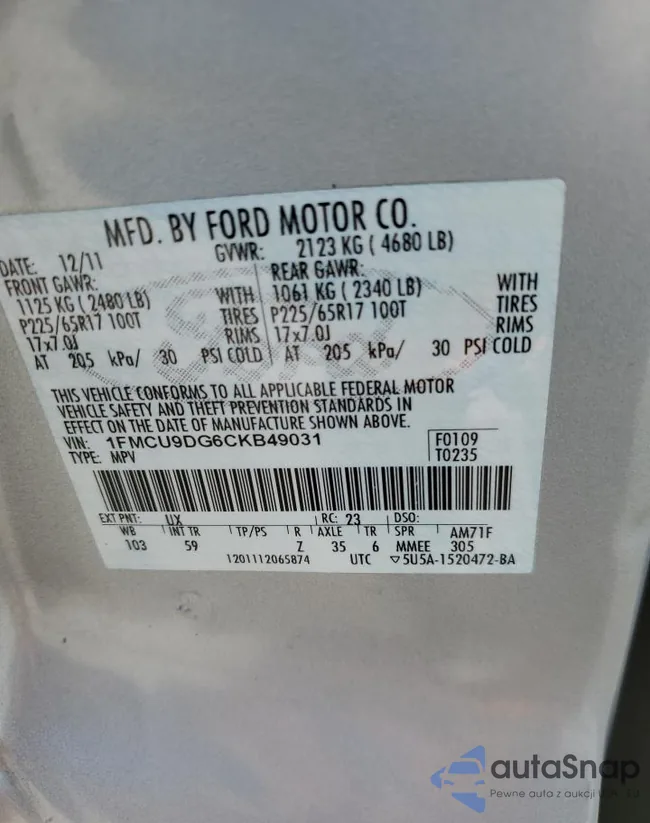 MFD. BY FORD MOTOR CO.
DATE: 12/11 GVWR: 2123 KG ( 4680 LB)
FRONT GAWR: REAR GAWR:
1125 KG ( 2480 LB) WITH 1061 KG ( 2340 LB) WITH
P225/65R17 100T TIRES P225/65R17 100T TIRES
17x7.0J RIMS 17x7.0J RIMS
AT 205 kPa/ 30 PSI COLD AT 205 kPa/ 30 PSI COLD
THIS VEHICLE CONFORMS TO ALL APPLICABLE FEDERAL MOTOR
VEHICLE SAFETY AND THEFT PREVENTION STANDARDS IN
EFFECT ON THE DATE OF MANUFACTURE SHOWN ABOVE.
VIN: 1FMCU9DG6CKB49031 F0109
TYPE: MPV T0235
EXT PNT: UX RC: 23 DSO:
WB INT TR TP/PS R AXLE TR SPR AM71F
103 59 Z 35 6 MMEE 305
1201112065874 UTC ▽5U5A-1520472-BA
autaSnap
Pewne auta z aukcji USA, EU